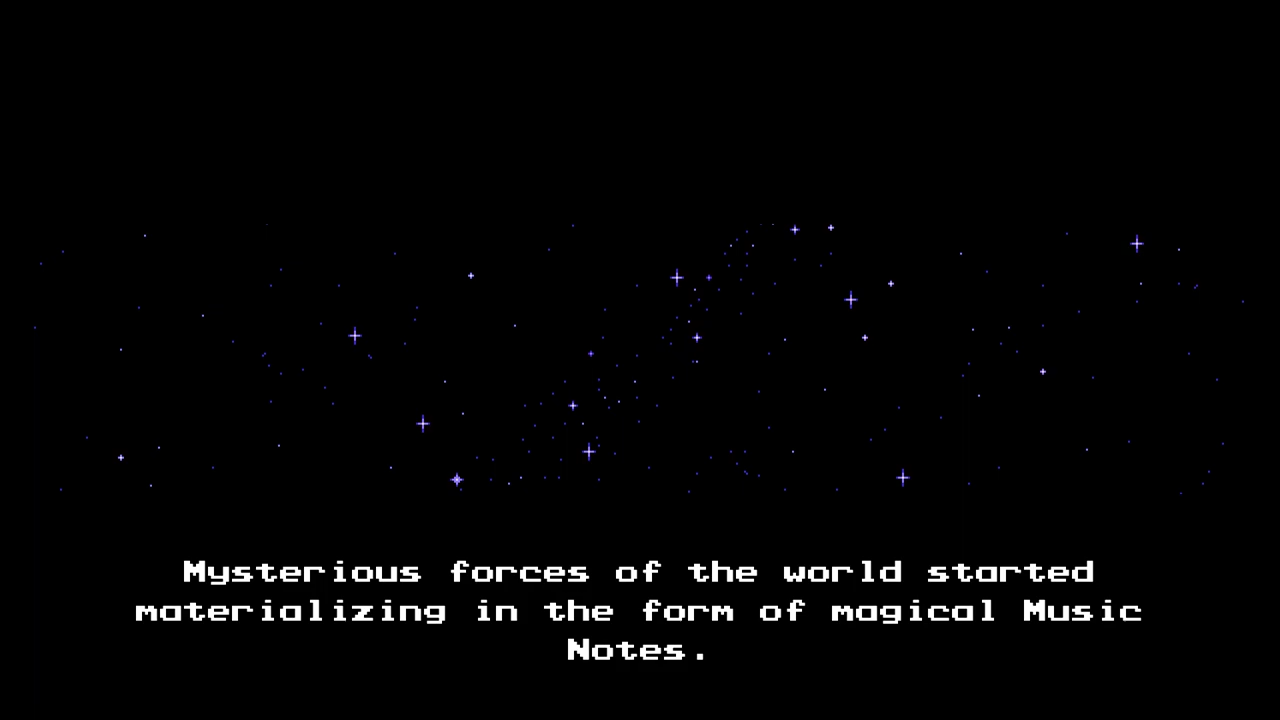 Mysterious forces of the world started
materializing in the form of magical Music
Notes.